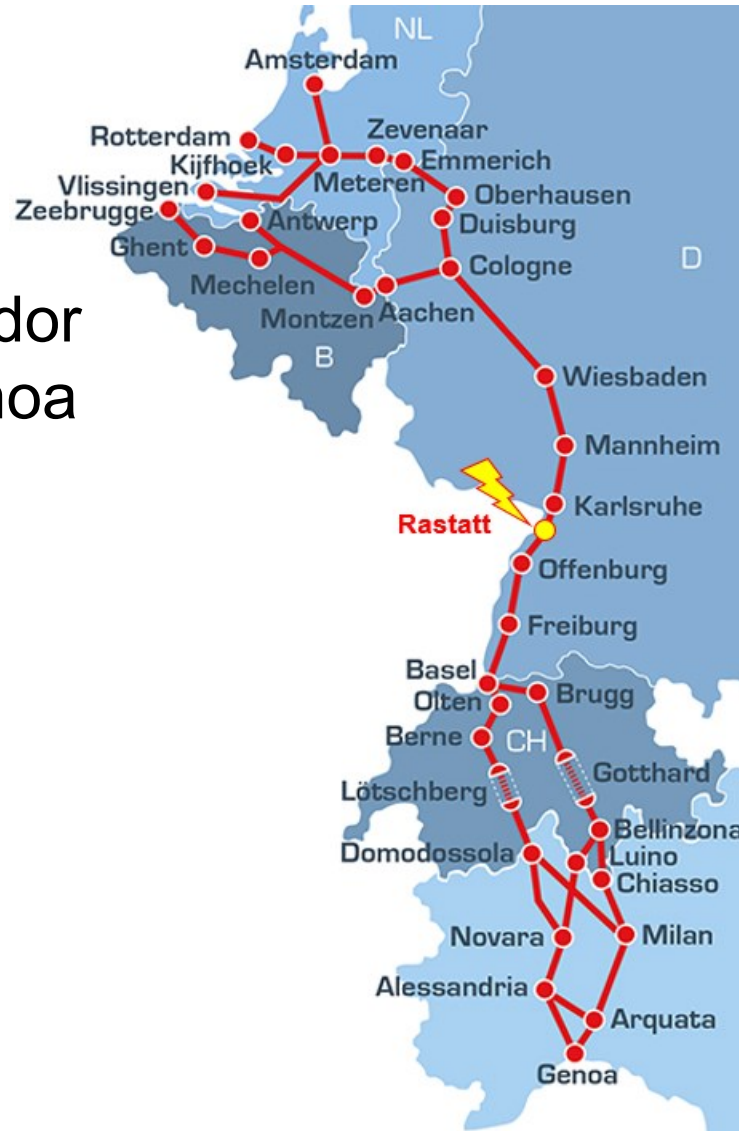 NL
Amsterdam
Rotterdam
Zevenaar
Kijfhoek
Emmerich
Meteren
Vlissingen
Oberhausen
Zeebrugge
Antwerp
Duisburg
Ghent
D
Cologne
Mechelen
dor
Montzen
Aachen
B
Wiesbaden
noa
Mannheim
Karlsruhe
Rastatt
Offenburg
Freiburg
Basel
Olten
Brugg
Berne
CH
Gotthard
Lötschberg
Bellinzona
Domodossola
Luino
Chiasso
Novara
Milan
Alessandria
Arquata
Genoa